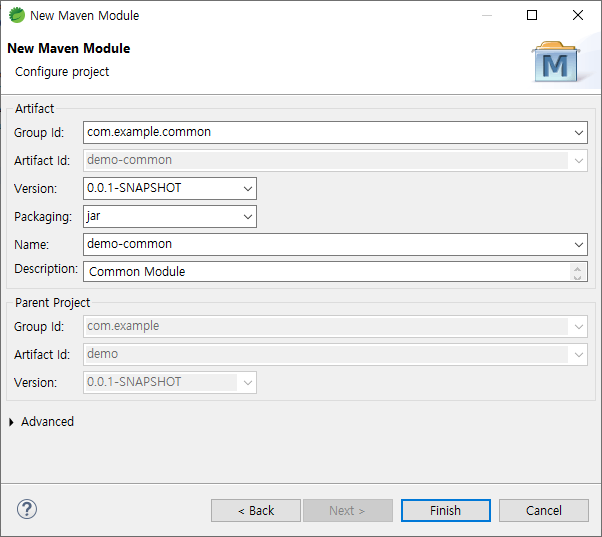 New Maven Module
New Maven Module
Configure project
M
Artifact
Group Id: com.example.common
Artifact Id: demo-common
Version: 0.0.1-SNAPSHOT
Packaging: jar
Name: demo-common
Description: Common Module
Parent Project
Group Id: com.example
Artifact Id: demo
Version: 0.0.1-SNAPSHOT
Advanced
? < Back Next > Finish Cancel